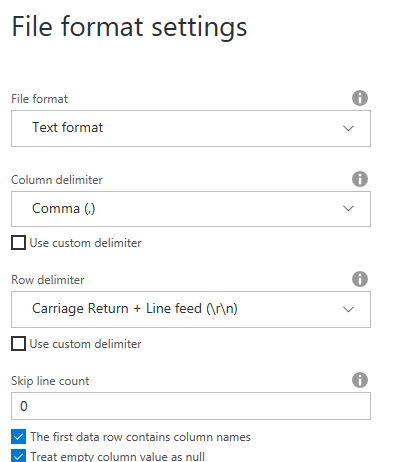 File format settings
File format
Text format
Column delimiter
Comma (,)
Use custom delimiter
Row delimiter
Carriage Return + Line feed (\r\n)
Use custom delimiter
Skip line count
0
The first data row contains column names
Treat empty column value as null